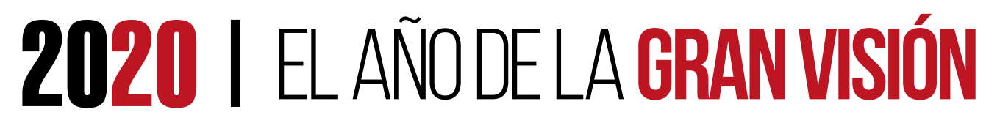 2020 | EL AÑO DE LA GRAN VISIÓN